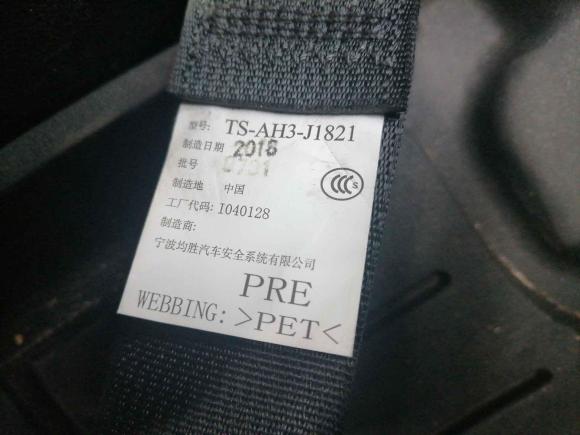 型号: TS-AH3-J1821
制造日期
批号
制造地 中国
CCC S
工厂代码: I040128
制造商:
宁波均胜汽车安全系统有限公司
PRE
WEBBING: >PET<